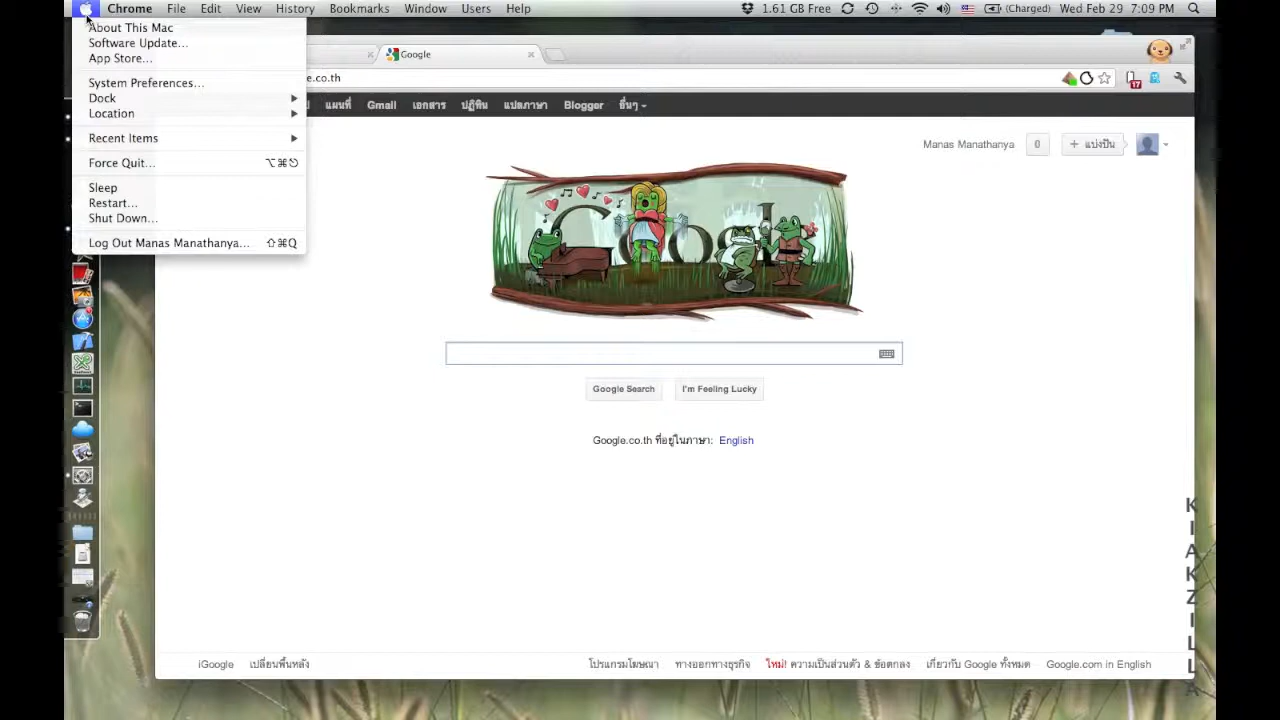 Chrome File Edit View History Bookmarks Window Users Help 1.61 GB Free (Charged) Wed Feb 29 7:09 PM
About This Mac
Software Update...
App Store...
System Preferences...
Dock
Location
Recent Items
Force Quit... ⌥⌘⎋
Sleep
Restart...
Shut Down...
Log Out Manas Manathanya... ⇧⌘Q
Google
e.co.th
17
แผนที่ Gmail เอกสาร ปฏิทิน แปลภาษา Blogger อื่นๆ
Manas Manathanya 0 + แบ่งปัน
Google
Google Search I'm Feeling Lucky
Google.co.th ที่อยู่ในภาษา: English
KIAKZILLA
iGoogle เปลี่ยนพื้นหลัง โปรแกรมโฆษณา ทางออกทางธุรกิจ ใหม่! ความเป็นส่วนตัว & ข้อตกลง เกี่ยวกับ Google ทั้งหมด Google.com in English